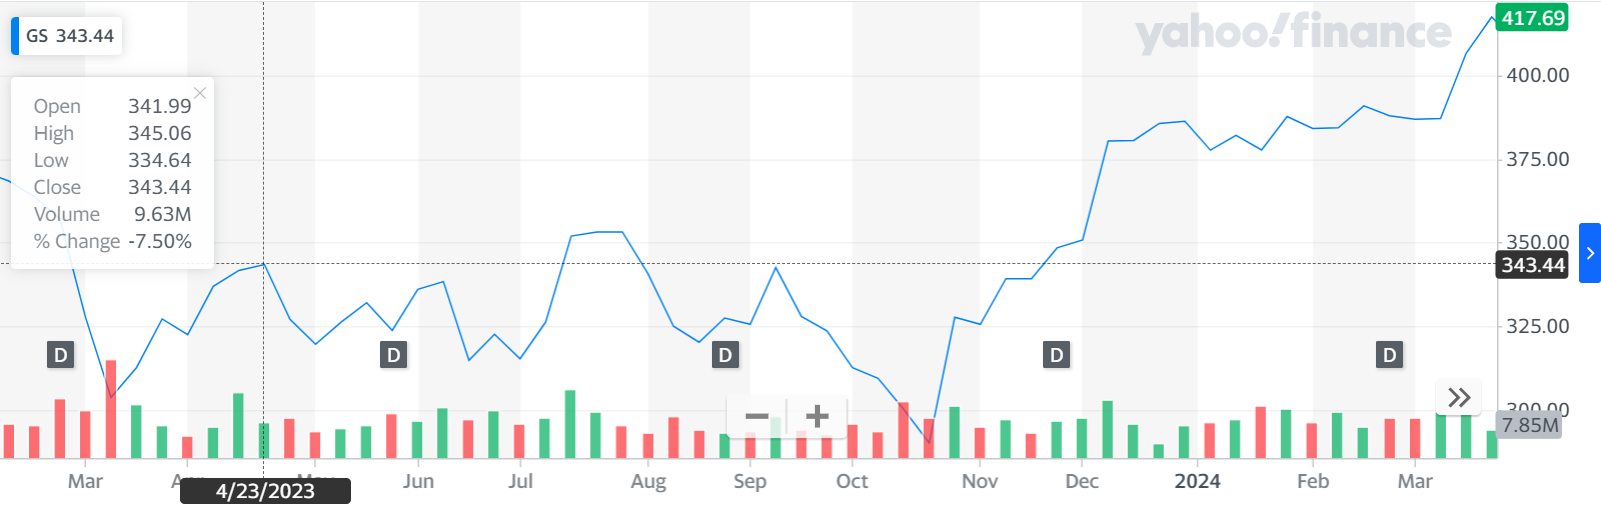 GS 343.44
yahoo!finance
417.69
Open 341.99
High 345.06
Low 334.64
Close 343.44
Volume 9.63M
% Change -7.50%
400.00
375.00
350.00
343.44
325.00
300.00
7.85M
D D D D D
Mar Jun Jul Aug Sep Oct Nov Dec 2024 Feb Mar
4/23/2023